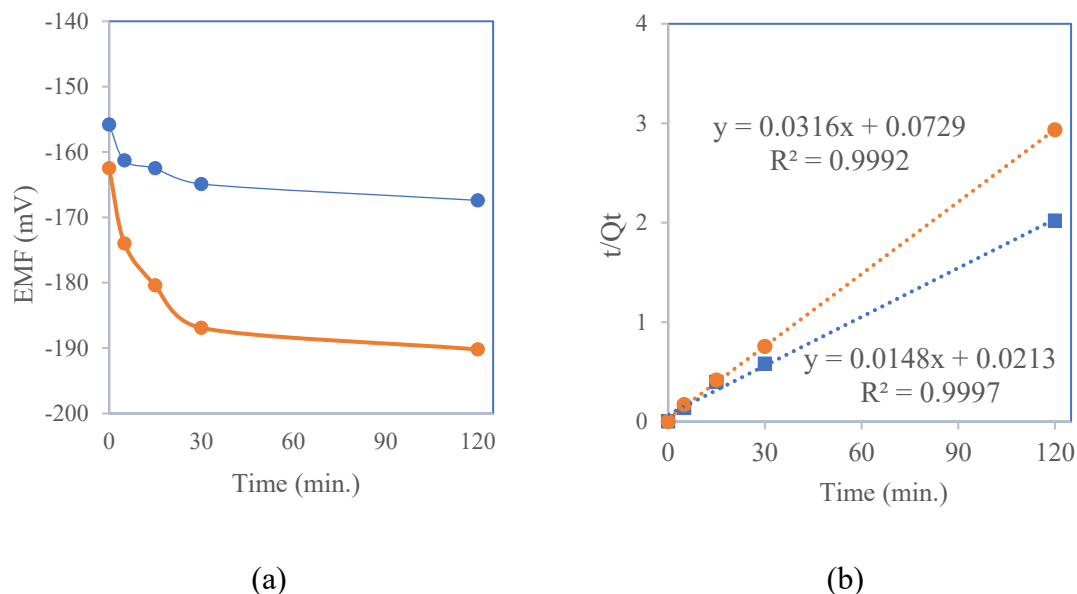 -140
-150
-160
-170
-180
-190
-200
EMF (mV)
0 30 60 90 120
Time (min.)
(a)
4
3
2
1
0
t/Qt
y = 0.0316x + 0.0729
R² = 0.9992
y = 0.0148x + 0.0213
R² = 0.9997
0 30 60 90 120
Time (min.)
(b)